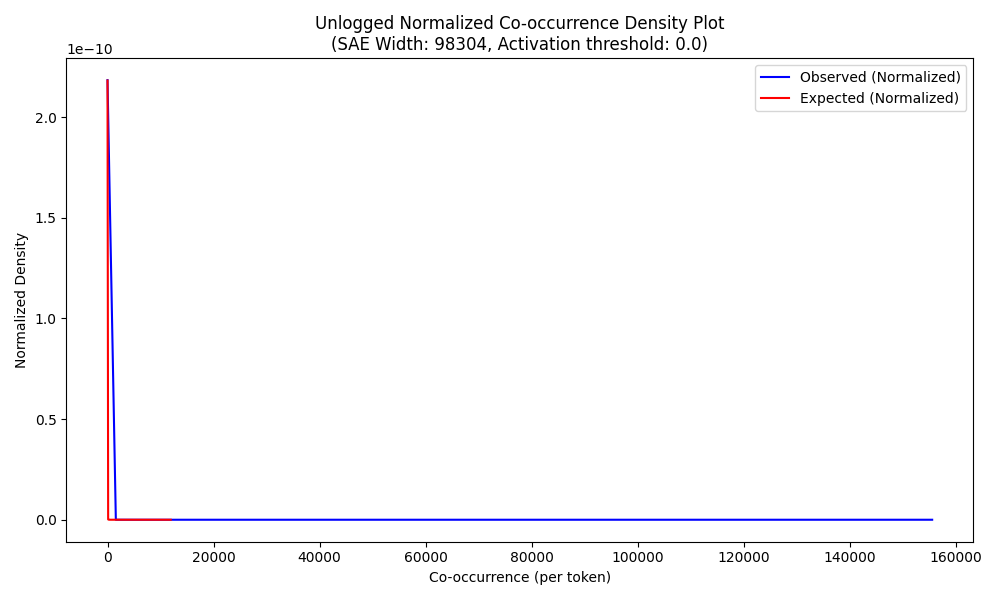 Unlogged Normalized Co-occurrence Density Plot
(SAE Width: 98304, Activation threshold: 0.0)
1e−10
Observed (Normalized)
Expected (Normalized)
Normalized Density
2.0
1.5
1.0
0.5
0.0
0 20000 40000 60000 80000 100000 120000 140000 160000
Co-occurrence (per token)